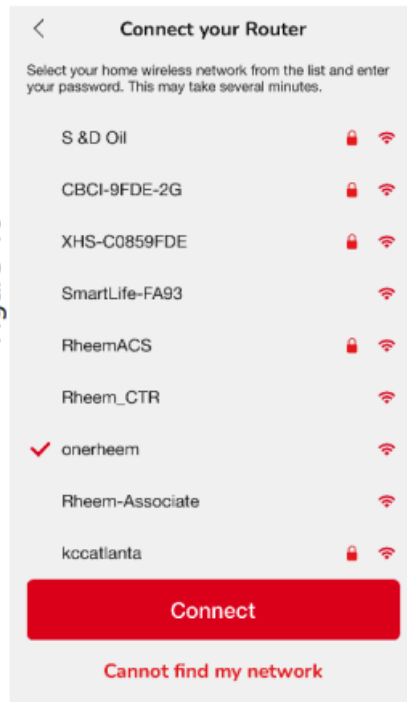 Connect your Router
Select your home wireless network from the list and enter
your password. This may take several minutes.
S &D Oil
CBCI-9FDE-2G
XHS-C0859FDE
SmartLife-FA93
RheemACS
Rheem_CTR
onerheem
Rheem-Associate
kccatlanta
Connect
Cannot find my network